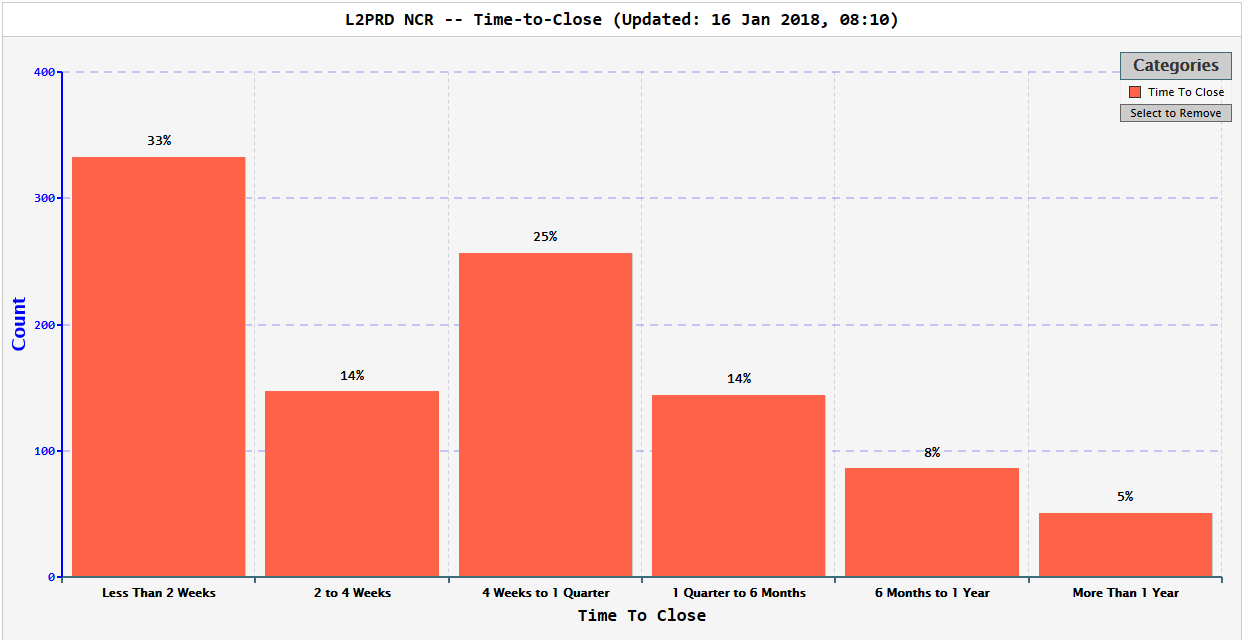 L2PRD NCR -- Time-to-Close (Updated: 16 Jan 2018, 08:10)
Categories
Time To Close
Select to Remove
400
300
200
100
0
Count
33%
14%
25%
14%
8%
5%
Less Than 2 Weeks
2 to 4 Weeks
4 Weeks to 1 Quarter
1 Quarter to 6 Months
6 Months to 1 Year
More Than 1 Year
Time To Close